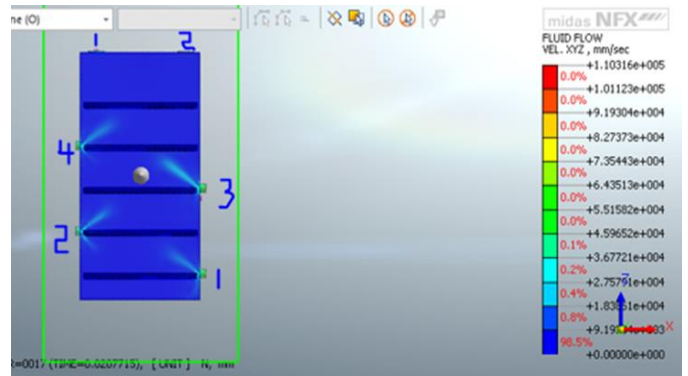 ne (O)
midas NFX
FLUID FLOW
VEL. XYZ , mm/sec
+1.10316e+005
0.0%
+1.01123e+005
0.0%
+9.19304e+004
0.0%
+8.27373e+004
0.0%
+7.35443e+004
0.0%
+6.43513e+004
0.0%
+5.51582e+004
0.0%
+4.59652e+004
0.1%
+3.67721e+004
0.2%
0.4%
0.8%
98.5%
+0.00000e+000
Z
X
1 2
4
3
2
1
(TIME=0.0207715), [ UNIT ] N, mm